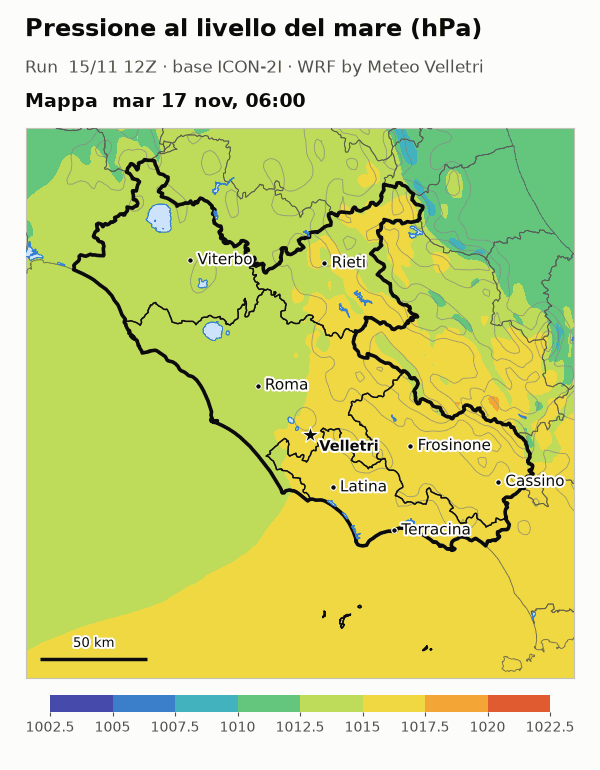 Pressione al livello del mare (hPa)
Run  15/11 12Z · base ICON-2I · WRF by Meteo Velletri
Mappa  mar 17 nov, 06:00
Viterbo
Rieti
Roma
Velletri
Frosinone
Latina
Cassino
Terracina
50 km
1002.5 1005 1007.5 1010 1012.5 1015 1017.5 1020 1022.5